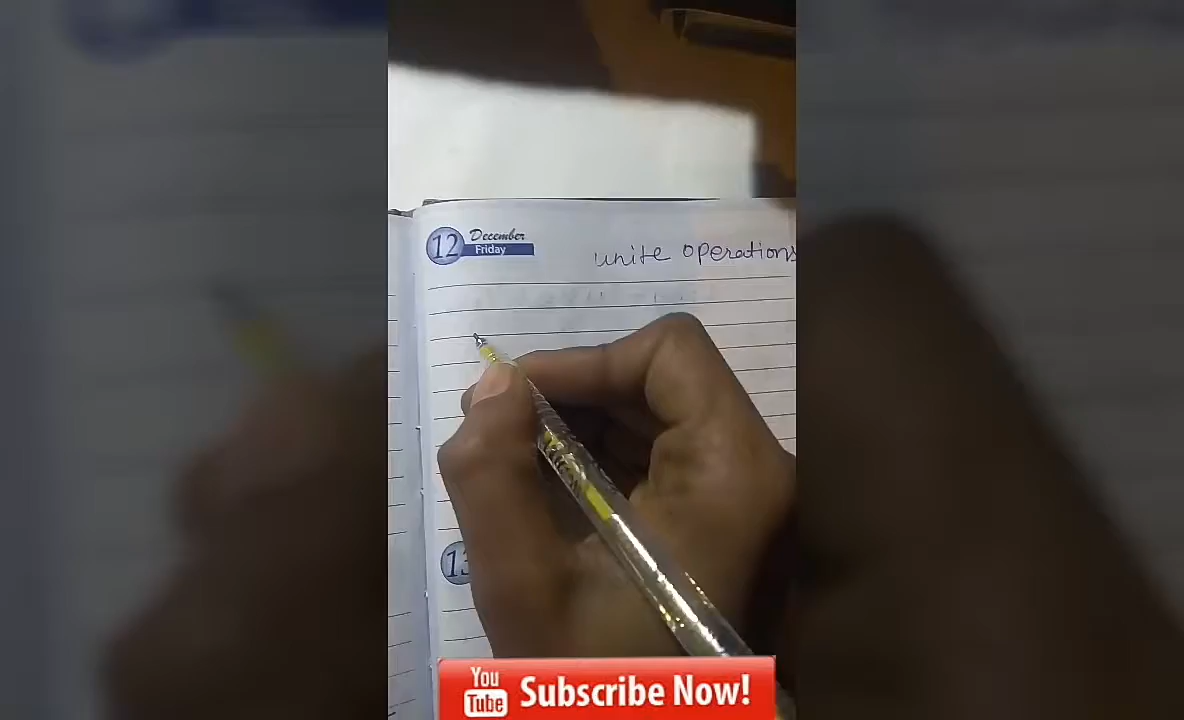 12 December
Friday
unite operations
13
You
Tube
Subscribe Now!